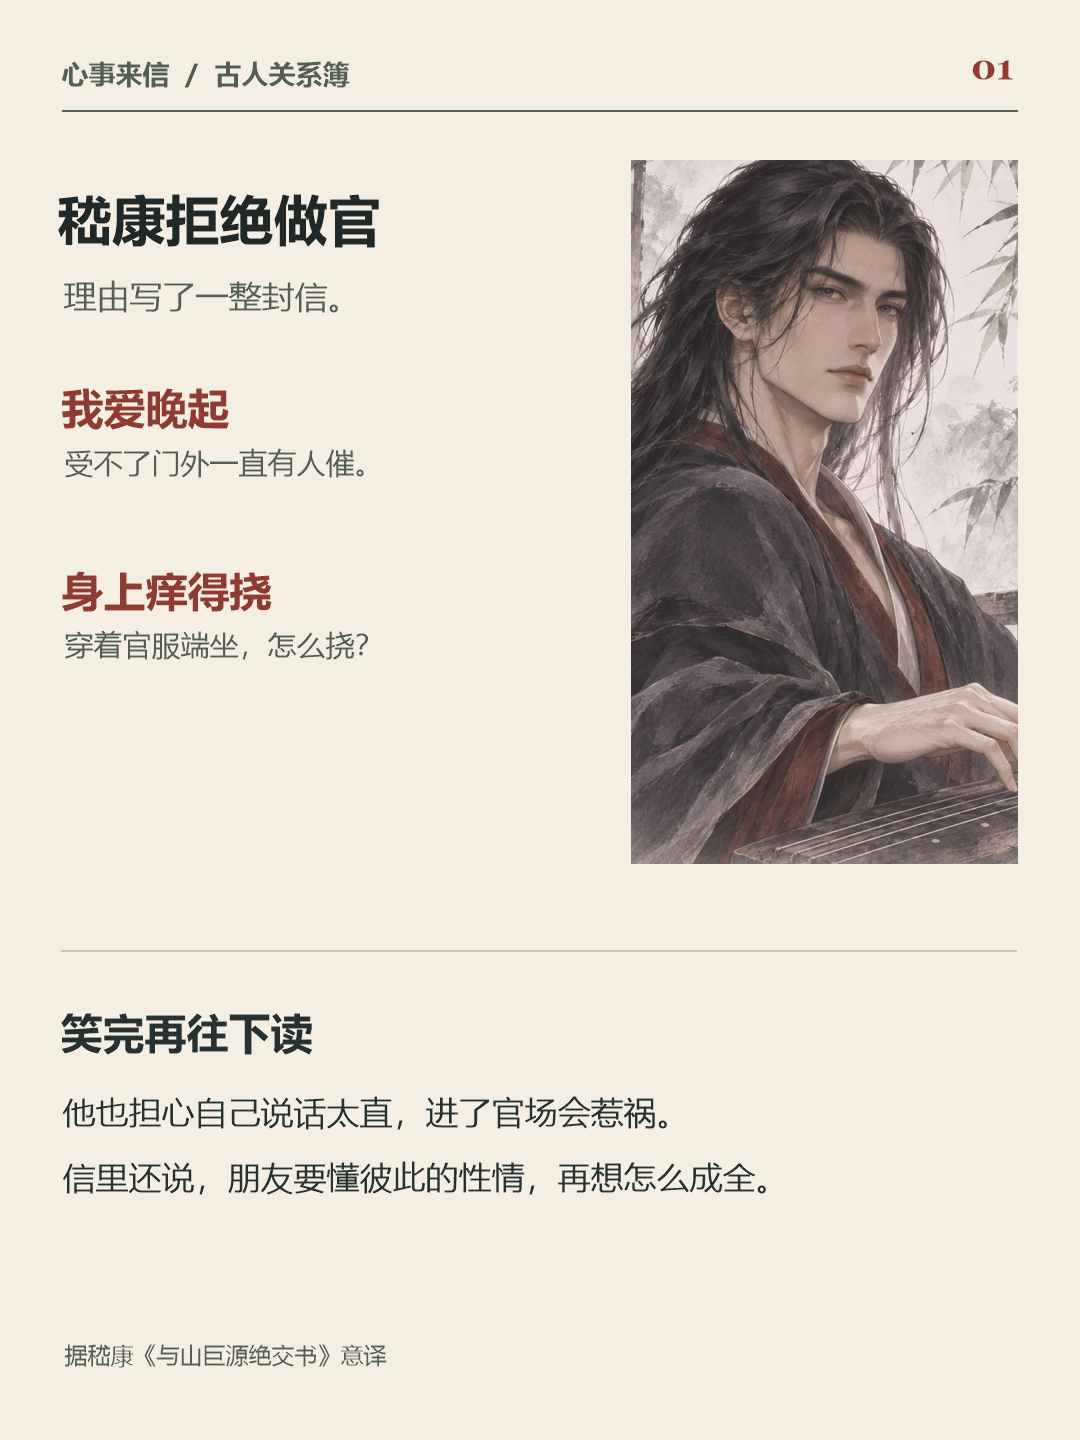 心事来信 / 古人关系簿
01
嵇康拒绝做官
理由写了一整封信。
我爱晚起
受不了门外一直有人催。
身上痒得挠
穿着官服端坐，怎么挠？
笑完再往下读
他也担心自己说话太直，进了官场会惹祸。
信里还说，朋友要懂彼此的性情，再想怎么成全。
据嵇康《与山巨源绝交书》意译